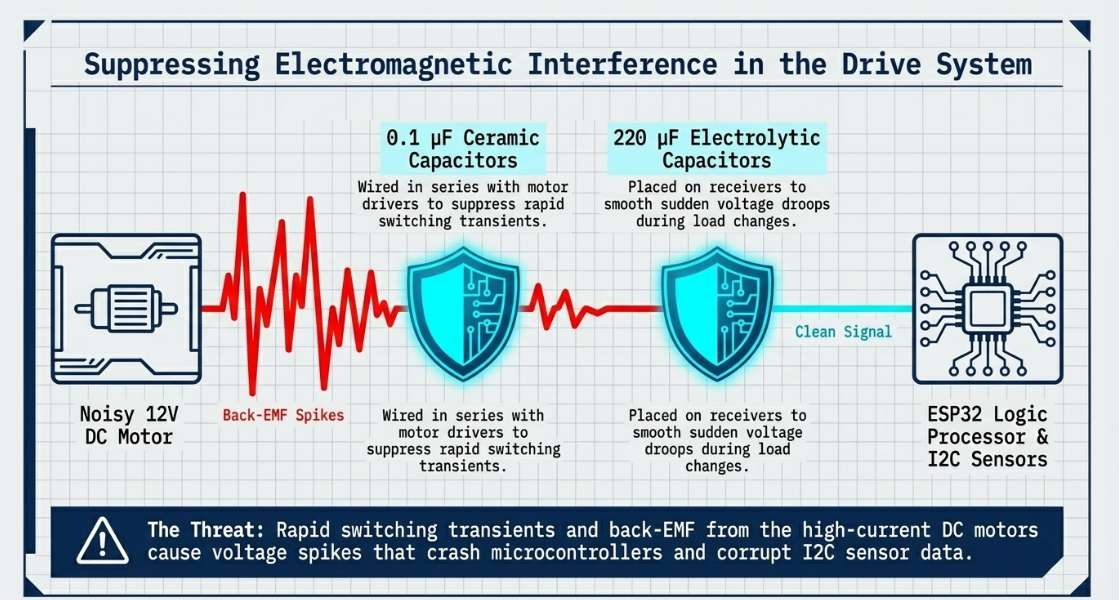 Suppressing Electromagnetic Interference in the Drive System
0.1 µF Ceramic
Capacitors
Wired in series with motor
drivers to suppress rapid
switching transients.
220 µF Electrolytic
Capacitors
Placed on receivers to
smooth sudden voltage droops
during load changes.
Clean Signal
Noisy 12V
DC Motor
Back-EMF Spikes
Wired in series with
motor drivers to
suppress rapid switching
transients.
Placed on receivers to
smooth sudden voltage
droops during load
changes.
ESP32 Logic
Processor &
I2C Sensors
The Threat: Rapid switching transients and back-EMF from the high-current DC motors
cause voltage spikes that crash microcontrollers and corrupt I2C sensor data.